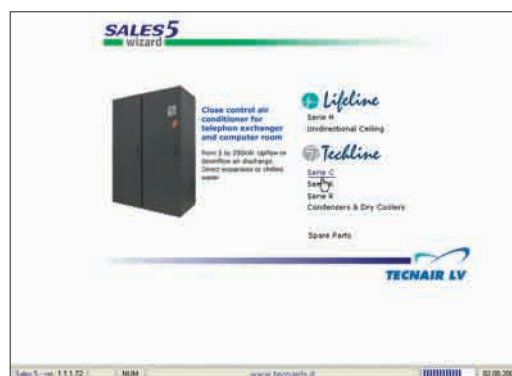 SALES 5
wizard
Close control air
conditioner for
telephon exchanger
and computer room
From 5 to 200kW. Upflow or
downflow air discharge.
Direct expansion or chilled
water
Lifeline
Serie H
Unidirectional Ceiling
Techline
Serie C
Serie
Serie R
Condensers & Dry Coolers
Spare Parts
TECNAIR LV
Sales 5 - ver. 1.1.1.72
NUM
www.tecnairlv.it